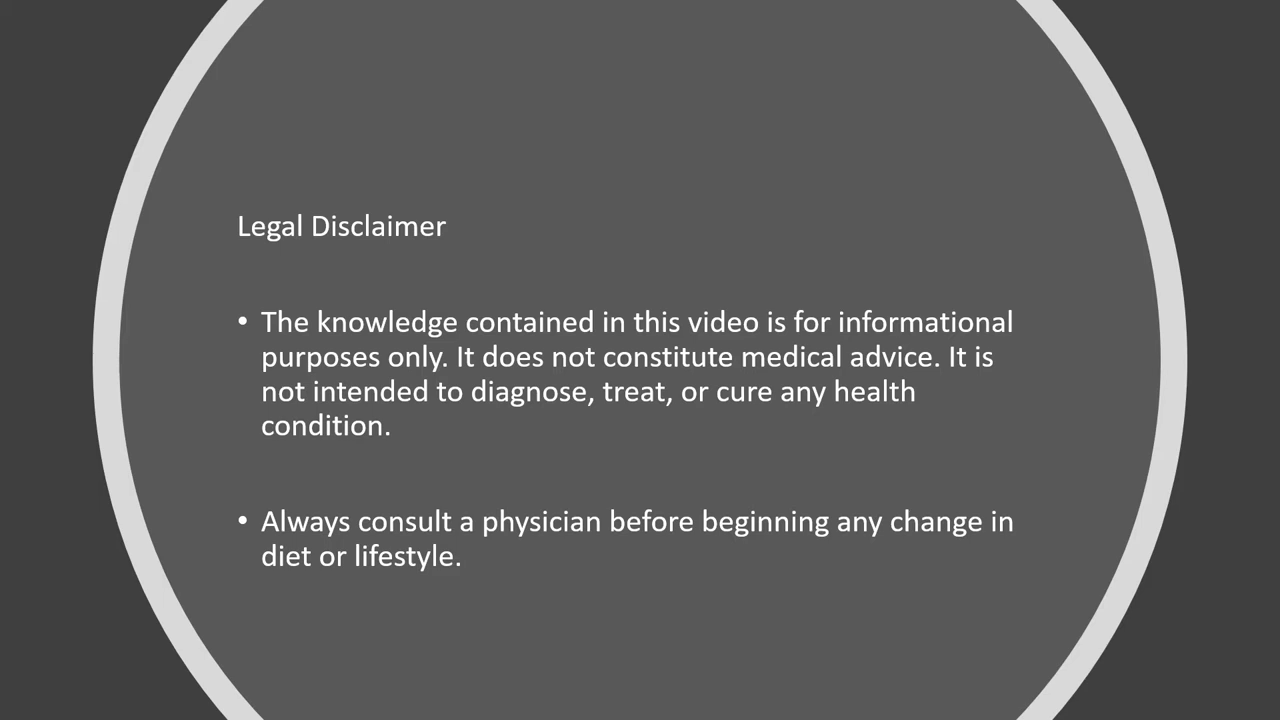 Legal Disclaimer
• The knowledge contained in this video is for informational
purposes only. It does not constitute medical advice. It is
not intended to diagnose, treat, or cure any health
condition.
• Always consult a physician before beginning any change in
diet or lifestyle.